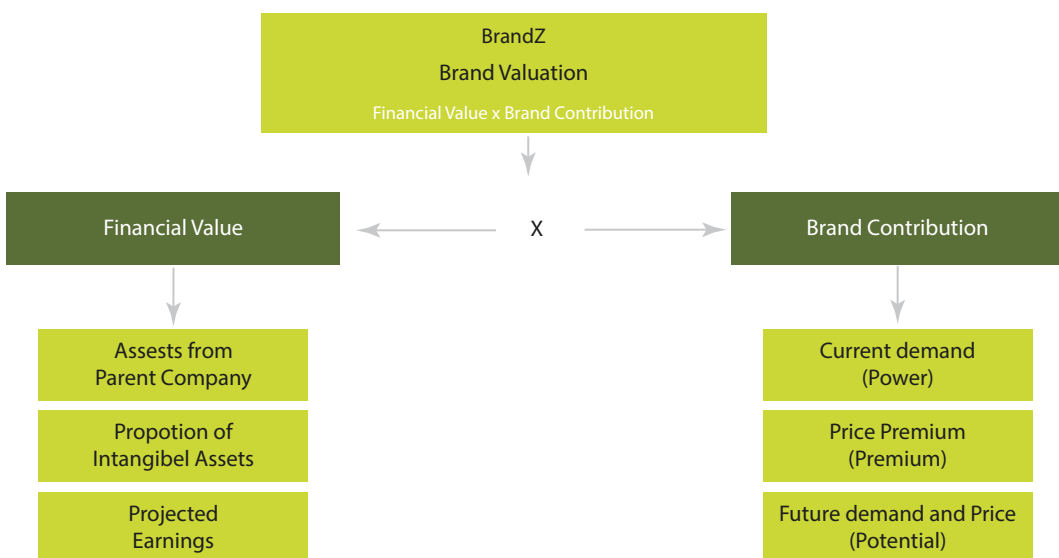 BrandZ
Brand Valuation
Financial Value x Brand Contribution
Financial Value
X
Brand Contribution
Assests from
Parent Company
Propotion of
Intangibel Assets
Projected
Earnings
Current demand
(Power)
Price Premium
(Premium)
Future demand and Price
(Potential)